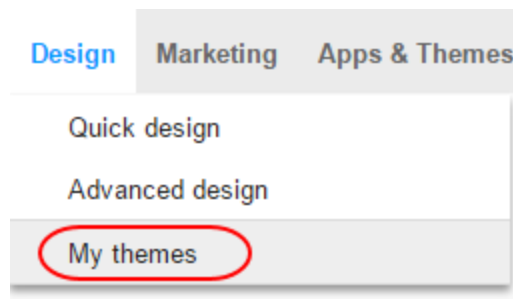 Design Marketing Apps & Themes
Quick design
Advanced design
My themes